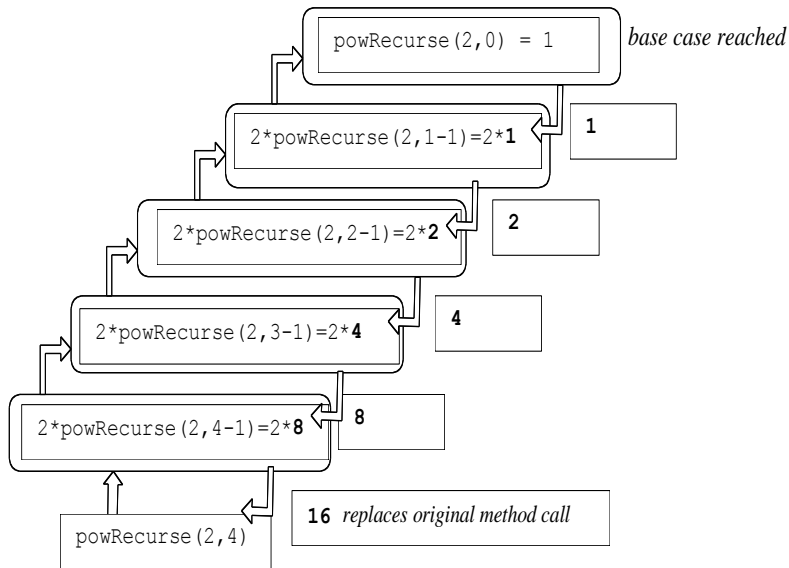 powRecurse(2,0) = 1
base case reached
2*powRecurse(2,1-1)=2*1
1
2*powRecurse(2,2-1)=2*2
2
2*powRecurse(2,3-1)=2*4
4
2*powRecurse(2,4-1)=2*8
8
16 replaces original method call
powRecurse(2,4)